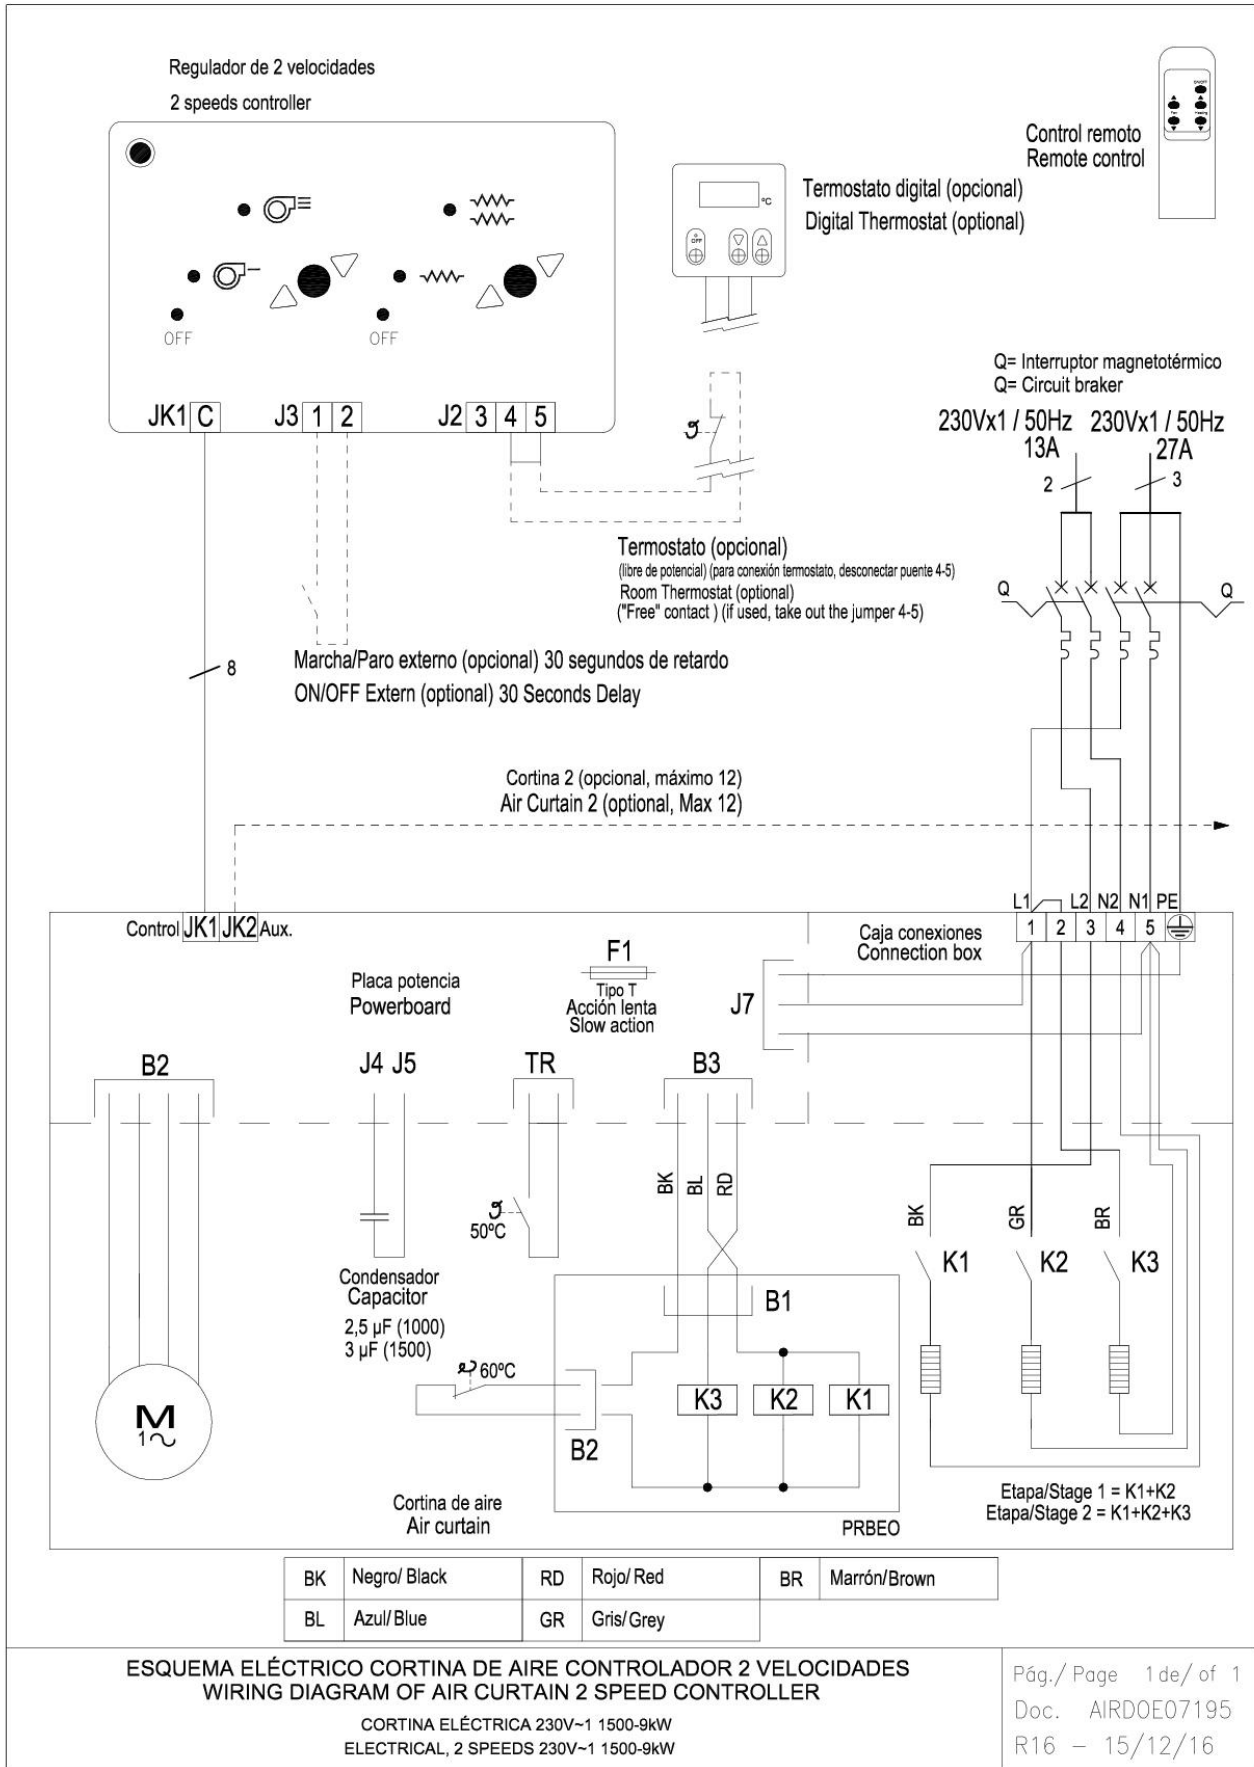 Regulador de 2 velocidades
2 speeds controller
OFF
OFF
JK1 C
J3 1 2
J2 3 4 5
ºC
OFF
Termostato digital (opcional)
Digital Thermostat (optional)
Control remoto
Remote control
ON/OFF
Fan
Heating
Q= Interruptor magnetotérmico
Q= Circuit braker
230Vx1 / 50Hz
13A
230Vx1 / 50Hz
27A
2
3
Q
Q
Termostato (opcional)
(libre de potencial) (para conexión termostato, desconectar puente 4-5)
Room Thermostat (optional)
("Free" contact ) (if used, take out the jumper 4-5)
8
Marcha/Paro externo (opcional) 30 segundos de retardo
ON/OFF Extern (optional) 30 Seconds Delay
Cortina 2 (opcional, máximo 12)
Air Curtain 2 (optional, Max 12)
Control JK1 JK2 Aux.
L1 L2 N2 N1 PE
1 2 3 4 5
Caja conexiones
Connection box
Placa potencia
Powerboard
F1
Tipo T
Acción lenta
Slow action
J7
B2
J4 J5
TR
B3
BK
BL
RD
50ºC
Condensador
Capacitor
2,5 µF (1000)
3 µF (1500)
M
1~
60ºC
B2
B1
K3
K2
K1
PRBEO
Cortina de aire
Air curtain
BK
GR
BR
K1
K2
K3
Etapa/Stage 1 = K1+K2
Etapa/Stage 2 = K1+K2+K3
BK Negro/ Black RD Rojo/ Red BR Marrón/Brown
BL Azul/ Blue GR Gris/ Grey
ESQUEMA ELÉCTRICO CORTINA DE AIRE CONTROLADOR 2 VELOCIDADES
WIRING DIAGRAM OF AIR CURTAIN 2 SPEED CONTROLLER
CORTINA ELÉCTRICA 230V~1 1500-9kW
ELECTRICAL, 2 SPEEDS 230V~1 1500-9kW
Pág./ Page 1 de/ of 1
Doc. AIRDOE07195
R16 – 15/12/16